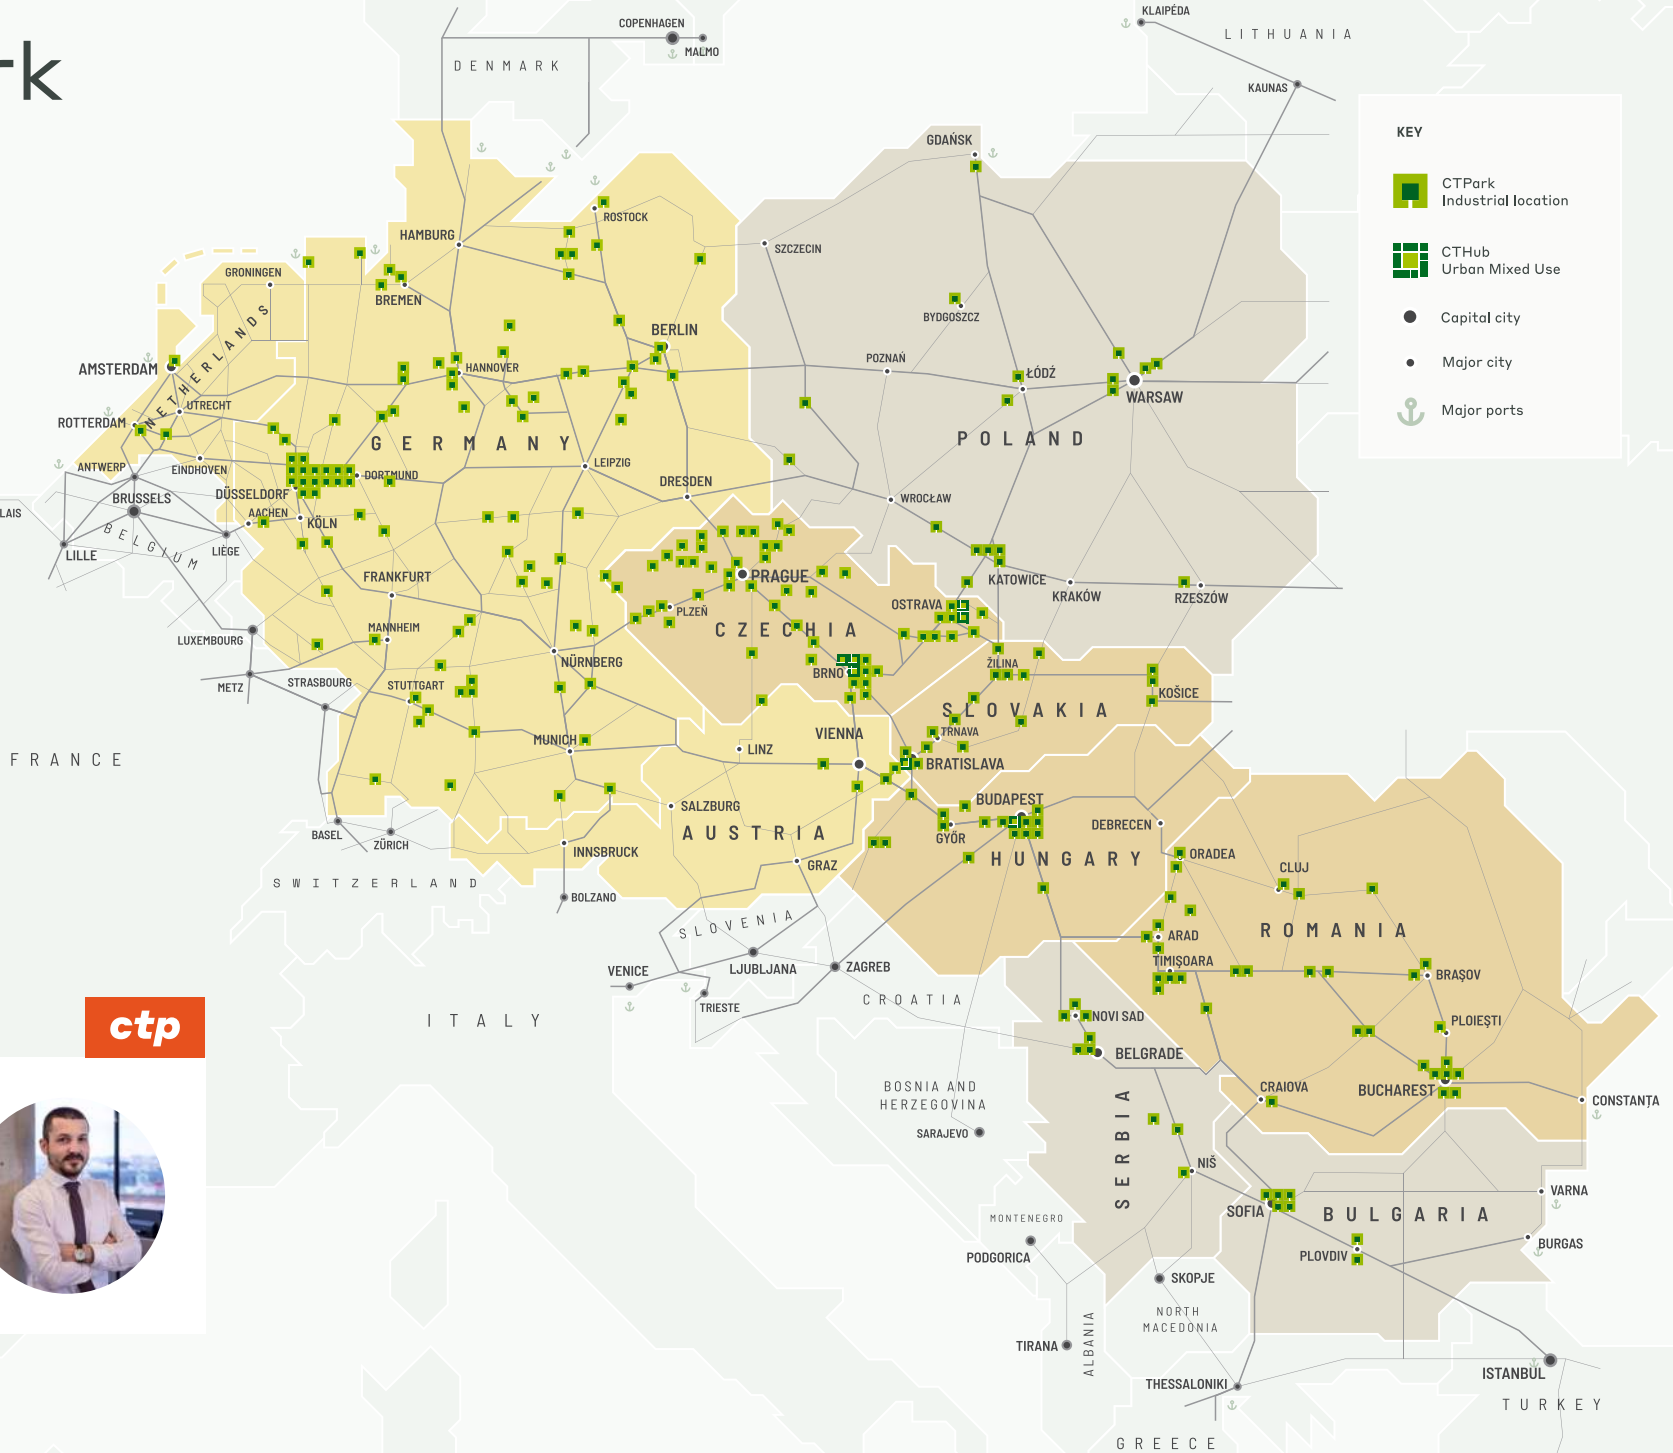 rk
KLAIPÉDA
LITHUANIA
COPENHAGEN
MALMO
DENMARK
KAUNAS
KEY
CTPark
Industrial location
CTHub
Urban Mixed Use
Capital city
Major city
Major ports
GDAŃSK
ROSTOCK
HAMBURG
SZCZECIN
GRONINGEN
BREMEN
BYDGOSZCZ
BERLIN
NETHERLANDS
AMSTERDAM
HANNOVER
POZNAŃ
ŁÓDŹ
WARSAW
UTRECHT
ROTTERDAM
GERMANY
POLAND
ANTWERP
EINDHOVEN
DORTMUND
LEIPZIG
DRESDEN
BRUSSELS
DÜSSELDORF
WROCŁAW
LAIS
AACHEN
KÖLN
BELGIUM
LILLE
LIÈGE
FRANKFURT
PRAGUE
KATOWICE
KRAKÓW
RZESZÓW
OSTRAVA
PLZEŇ
CZECHIA
LUXEMBOURG
MANNHEIM
NÜRNBERG
ŽILINA
BRNO
METZ
STRASBOURG
STUTTGART
KOŠICE
SLOVAKIA
TRNAVA
VIENNA
MUNICH
LINZ
BRATISLAVA
FRANCE
SALZBURG
BUDAPEST
BASEL
ZÜRICH
AUSTRIA
GYŐR
DEBRECEN
INNSBRUCK
GRAZ
HUNGARY
ORADEA
CLUJ
SWITZERLAND
BOLZANO
SLOVENIA
ROMANIA
ARAD
TIMIȘOARA
VENICE
LJUBLJANA
ZAGREB
BRAȘOV
TRIESTE
CROATIA
NOVI SAD
PLOIEȘTI
ITALY
ctp
BELGRADE
BOSNIA AND
HERZEGOVINA
CRAIOVA
BUCHAREST
CONSTANȚA
SARAJEVO
SERBIA
NIŠ
VARNA
SOFIA
BULGARIA
MONTENEGRO
PODGORICA
PLOVDIV
BURGAS
SKOPJE
NORTH
MACEDONIA
TIRANA
ALBANIA
ISTANBUL
THESSALONIKI
TURKEY
GREECE